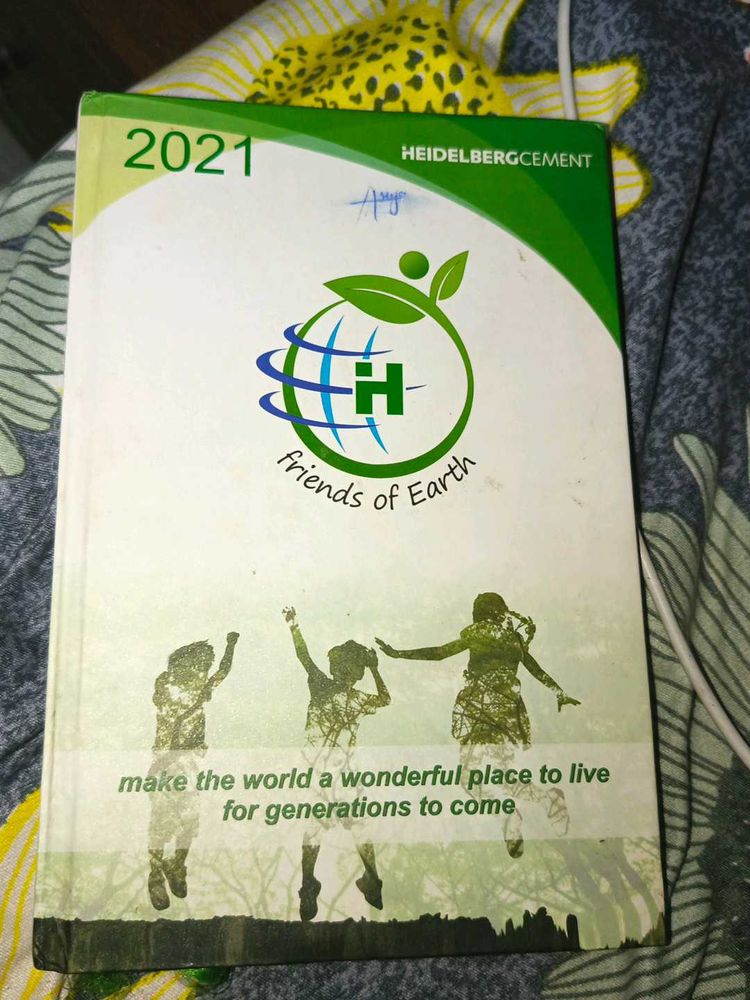 2021
HEIDELBERGCEMENT
H
friends of Earth
make the world a wonderful place to live
for generations to come